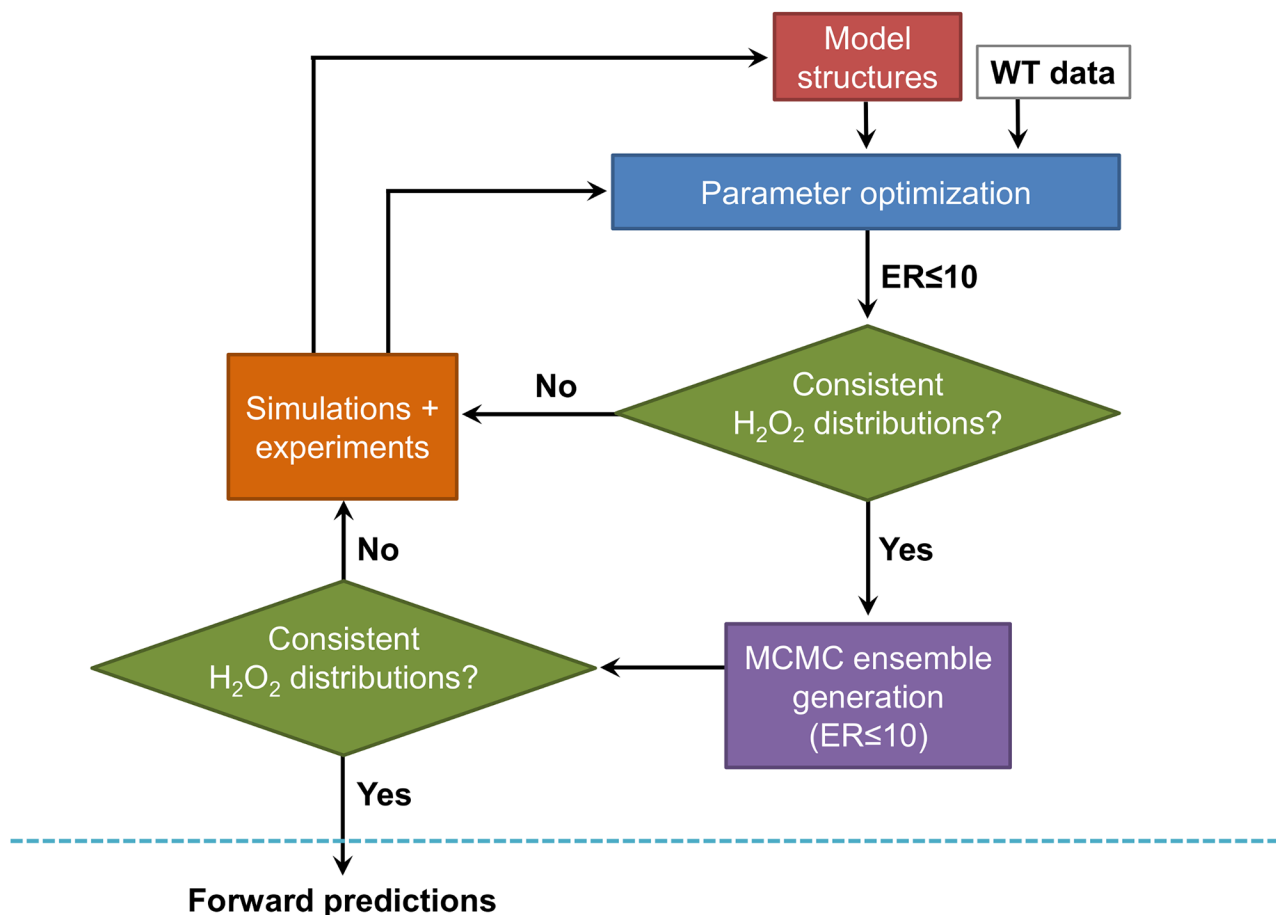 Model
structures
WT data
Parameter optimization
ER≤10
Consistent
H₂O₂ distributions?
No
Simulations +
experiments
Yes
No
MCMC ensemble
generation
(ER≤10)
Consistent
H₂O₂ distributions?
Yes
Forward predictions